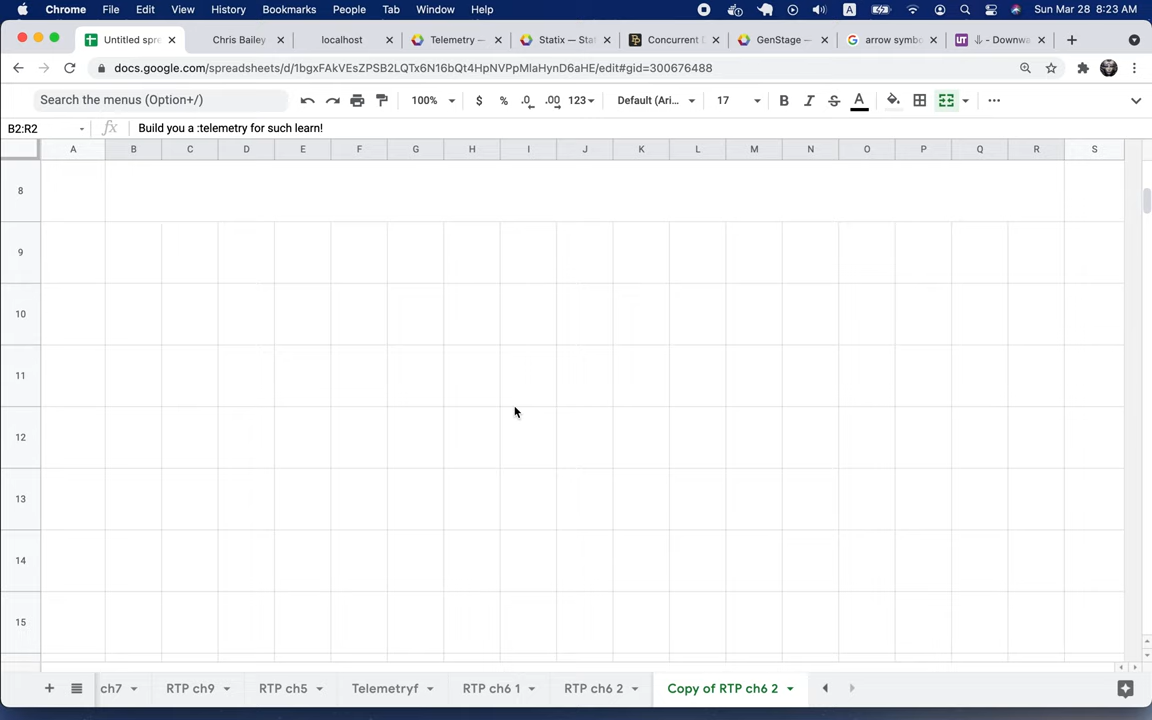 Chrome File Edit View History Bookmarks People Tab Window Help A Sun Mar 28 8:23 AM
Untitled spre Chris Bailey localhost Telemetry — Statix — Stat Concurrent D GenStage — arrow symbo UT ↓ - Downwa
docs.google.com/spreadsheets/d/1bgxFAkVEsZPSB2LQTx6N16bQt4HpNVPpMlaHynD6aHE/edit#gid=300676488
Search the menus (Option+/) 100% $ % .0 .00 123 Default (Ari... 17 B I S A
B2:R2 fx Build you a :telemetry for such learn!
A B C D E F G H I J K L M N O P Q R S
8
9
10
11
12
13
14
15
ch7 RTP ch9 RTP ch5 Telemetryf RTP ch6 1 RTP ch6 2 Copy of RTP ch6 2